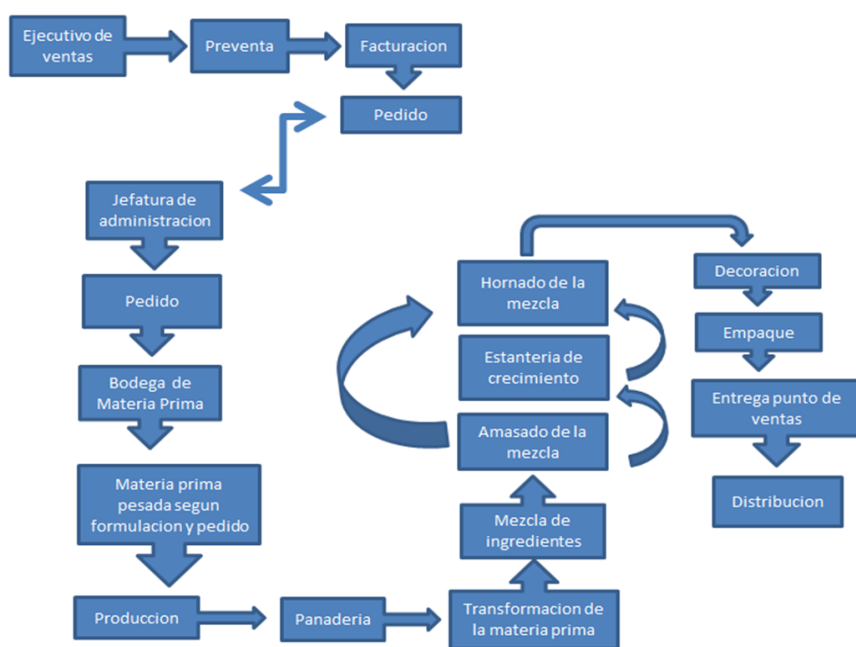 Ejecutivo de
ventas
Preventa
Facturacion
Pedido
Jefatura de
administracion
Pedido
Bodega de
Materia Prima
Materia prima
pesada segun
formulacion y pedido
Produccion
Panaderia
Transformacion de
la materia prima
Mezcla de
ingredientes
Amasado de la
mezcla
Estanteria de
crecimiento
Hornado de la
mezcla
Decoracion
Empaque
Entrega punto de
ventas
Distribucion